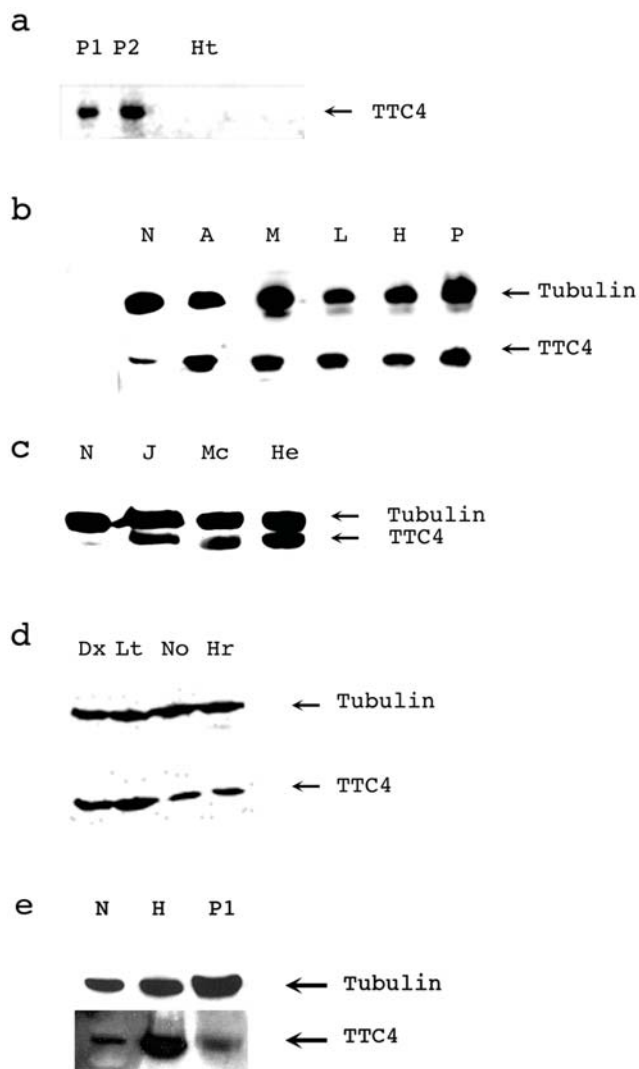 a
P1 P2 Ht
← TTC4
b
N A M L H P
← Tubulin
← TTC4
c
N J Mc He
← Tubulin
← TTC4
d
Dx Lt No Hr
← Tubulin
← TTC4
e
N H P1
← Tubulin
← TTC4